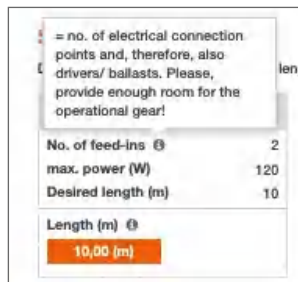 = no. of electrical connection
points and, therefore, also
drivers/ ballasts. Please,
provide enough room for the
operational gear!
len
No. of feed-ins 2
max. power (W) 120
Desired length (m) 10
Length (m)
10,00 (m)